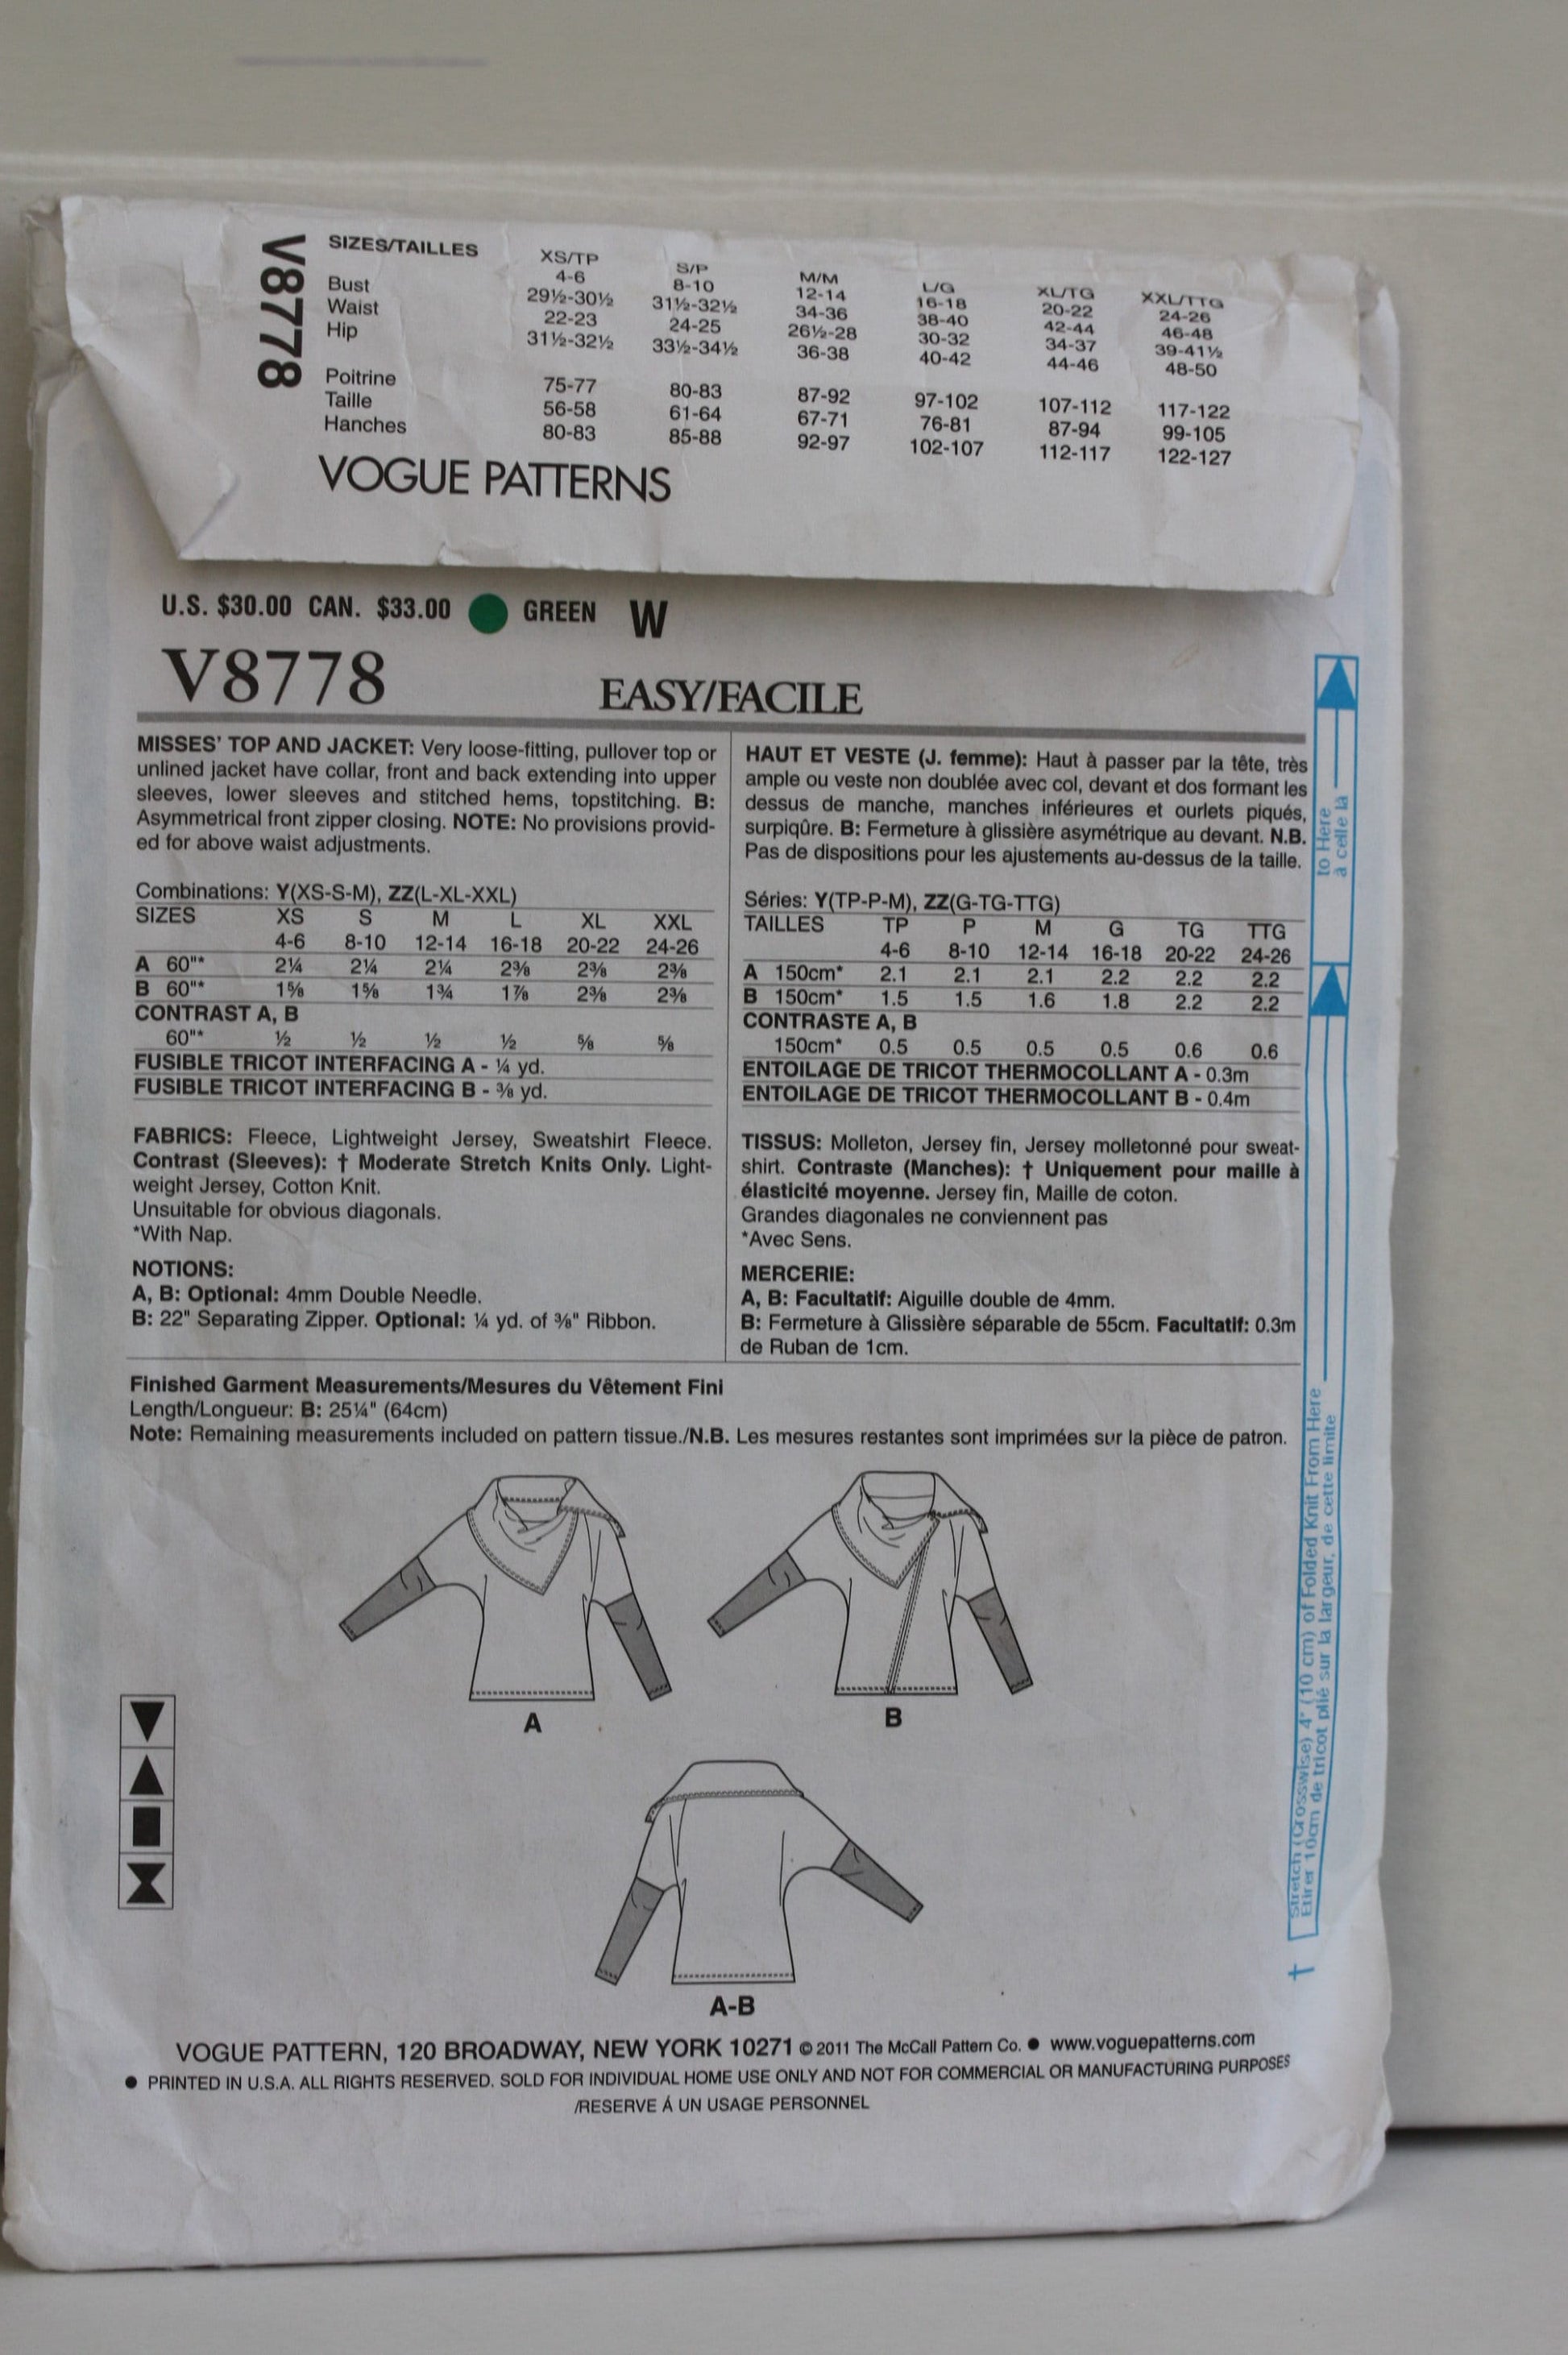 V8778
SIZES/TAILLES XS/TP S/P M/M L/G XL/TG XXL/TTG
4-6 8-10 12-14 16-18 20-22 24-26
Bust 29½-30½ 31½-32½ 34-36 38-40 42-44 46-48
Waist 22-23 24-25 26½-28 30-32 34-37 39-41½
Hip 31½-32½ 33½-34½ 36-38 40-42 44-46 48-50
Poitrine 75-77 80-83 87-92 97-102 107-112 117-122
Taille 56-58 61-64 67-71 76-81 87-94 99-105
Hanches 80-83 85-88 92-97 102-107 112-117 122-127
VOGUE PATTERNS
U.S. $30.00 CAN. $33.00 GREEN W
V8778 EASY/FACILE
MISSES' TOP AND JACKET: Very loose-fitting, pullover top or
unlined jacket have collar, front and back extending into upper
sleeves, lower sleeves and stitched hems, topstitching. B:
Asymmetrical front zipper closing. NOTE: No provisions provid-
ed for above waist adjustments.
Combinations: Y(XS-S-M), ZZ(L-XL-XXL)
SIZES XS S M L XL XXL
4-6 8-10 12-14 16-18 20-22 24-26
A 60"* 2¼ 2¼ 2¼ 2⅜ 2⅜ 2⅜
B 60"* 1⅝ 1⅝ 1¾ 1⅞ 2⅜ 2⅜
CONTRAST A, B
60"* ½ ½ ½ ½ ⅝ ⅝
FUSIBLE TRICOT INTERFACING A - ¼ yd.
FUSIBLE TRICOT INTERFACING B - ⅜ yd.
FABRICS: Fleece, Lightweight Jersey, Sweatshirt Fleece.
Contrast (Sleeves): † Moderate Stretch Knits Only. Light-
weight Jersey, Cotton Knit.
Unsuitable for obvious diagonals.
*With Nap.
NOTIONS:
A, B: Optional: 4mm Double Needle.
B: 22" Separating Zipper. Optional: ¼ yd. of ⅜" Ribbon.
HAUT ET VESTE (J. femme): Haut à passer par la tête, très
ample ou veste non doublée avec col, devant et dos formant les
dessus de manche, manches inférieures et ourlets piqués,
surpiqûre. B: Fermeture à glissière asymétrique au devant. N.B.
Pas de dispositions pour les ajustements au-dessus de la taille.
Séries: Y(TP-P-M), ZZ(G-TG-TTG)
TAILLES TP P M G TG TTG
4-6 8-10 12-14 16-18 20-22 24-26
A 150cm* 2.1 2.1 2.1 2.2 2.2 2.2
B 150cm* 1.5 1.5 1.6 1.8 2.2 2.2
CONTRASTE A, B
150cm* 0.5 0.5 0.5 0.5 0.6 0.6
ENTOILAGE DE TRICOT THERMOCOLLANT A - 0.3m
ENTOILAGE DE TRICOT THERMOCOLLANT B - 0.4m
TISSUS: Molleton, Jersey fin, Jersey molletonné pour sweat-
shirt. Contraste (Manches): † Uniquement pour maille à
élasticité moyenne. Jersey fin, Maille de coton.
Grandes diagonales ne conviennent pas
*Avec Sens.
MERCERIE:
A, B: Facultatif: Aiguille double de 4mm.
B: Fermeture à Glissière séparable de 55cm. Facultatif: 0.3m
de Ruban de 1cm.
Finished Garment Measurements/Mesures du Vêtement Fini
Length/Longueur: B: 25¼" (64cm)
Note: Remaining measurements included on pattern tissue./N.B. Les mesures restantes sont imprimées sur la pièce de patron.
A
B
A-B
† Stretch (Crosswise) 4" (10 cm) of Folded Knit From Here
Etirer 10cm de tricot plié sur la largeur, de cette limite
to Here
à celle là
VOGUE PATTERN, 120 BROADWAY, NEW YORK 10271 © 2011 The McCall Pattern Co. ● www.voguepatterns.com
● PRINTED IN U.S.A. ALL RIGHTS RESERVED. SOLD FOR INDIVIDUAL HOME USE ONLY AND NOT FOR COMMERCIAL OR MANUFACTURING PURPOSES
/RESERVE Á UN USAGE PERSONNEL